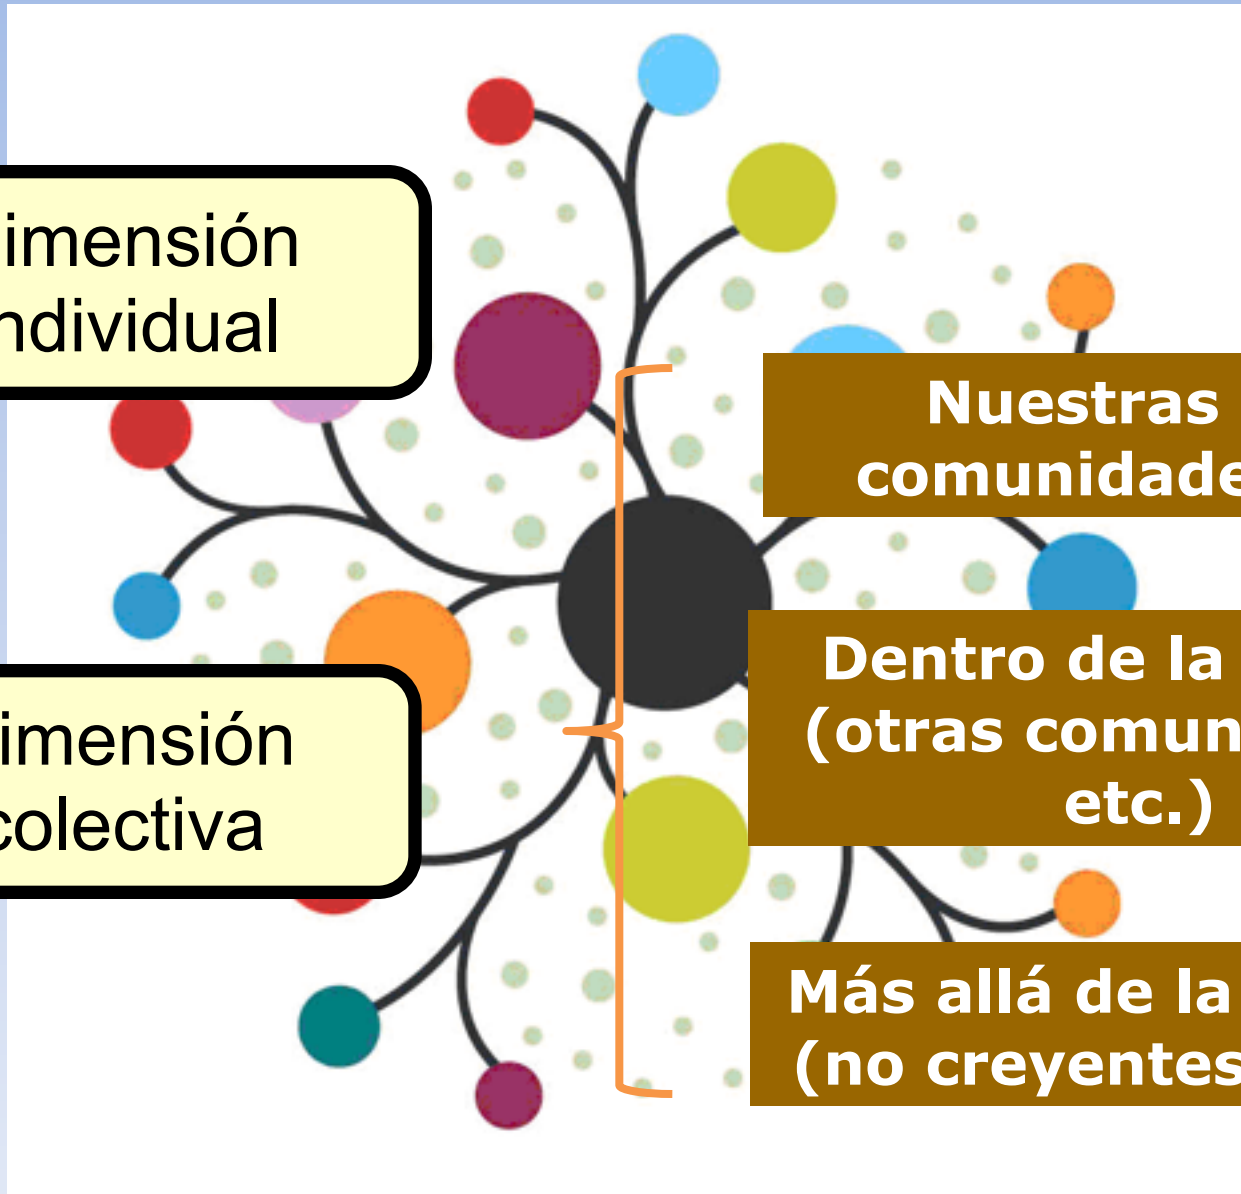 imensión
ndividual
Nuestras
comunidade
Dentro de la
(otras comun
etc.)
imensión
colectiva
Más allá de la
(no creyentes